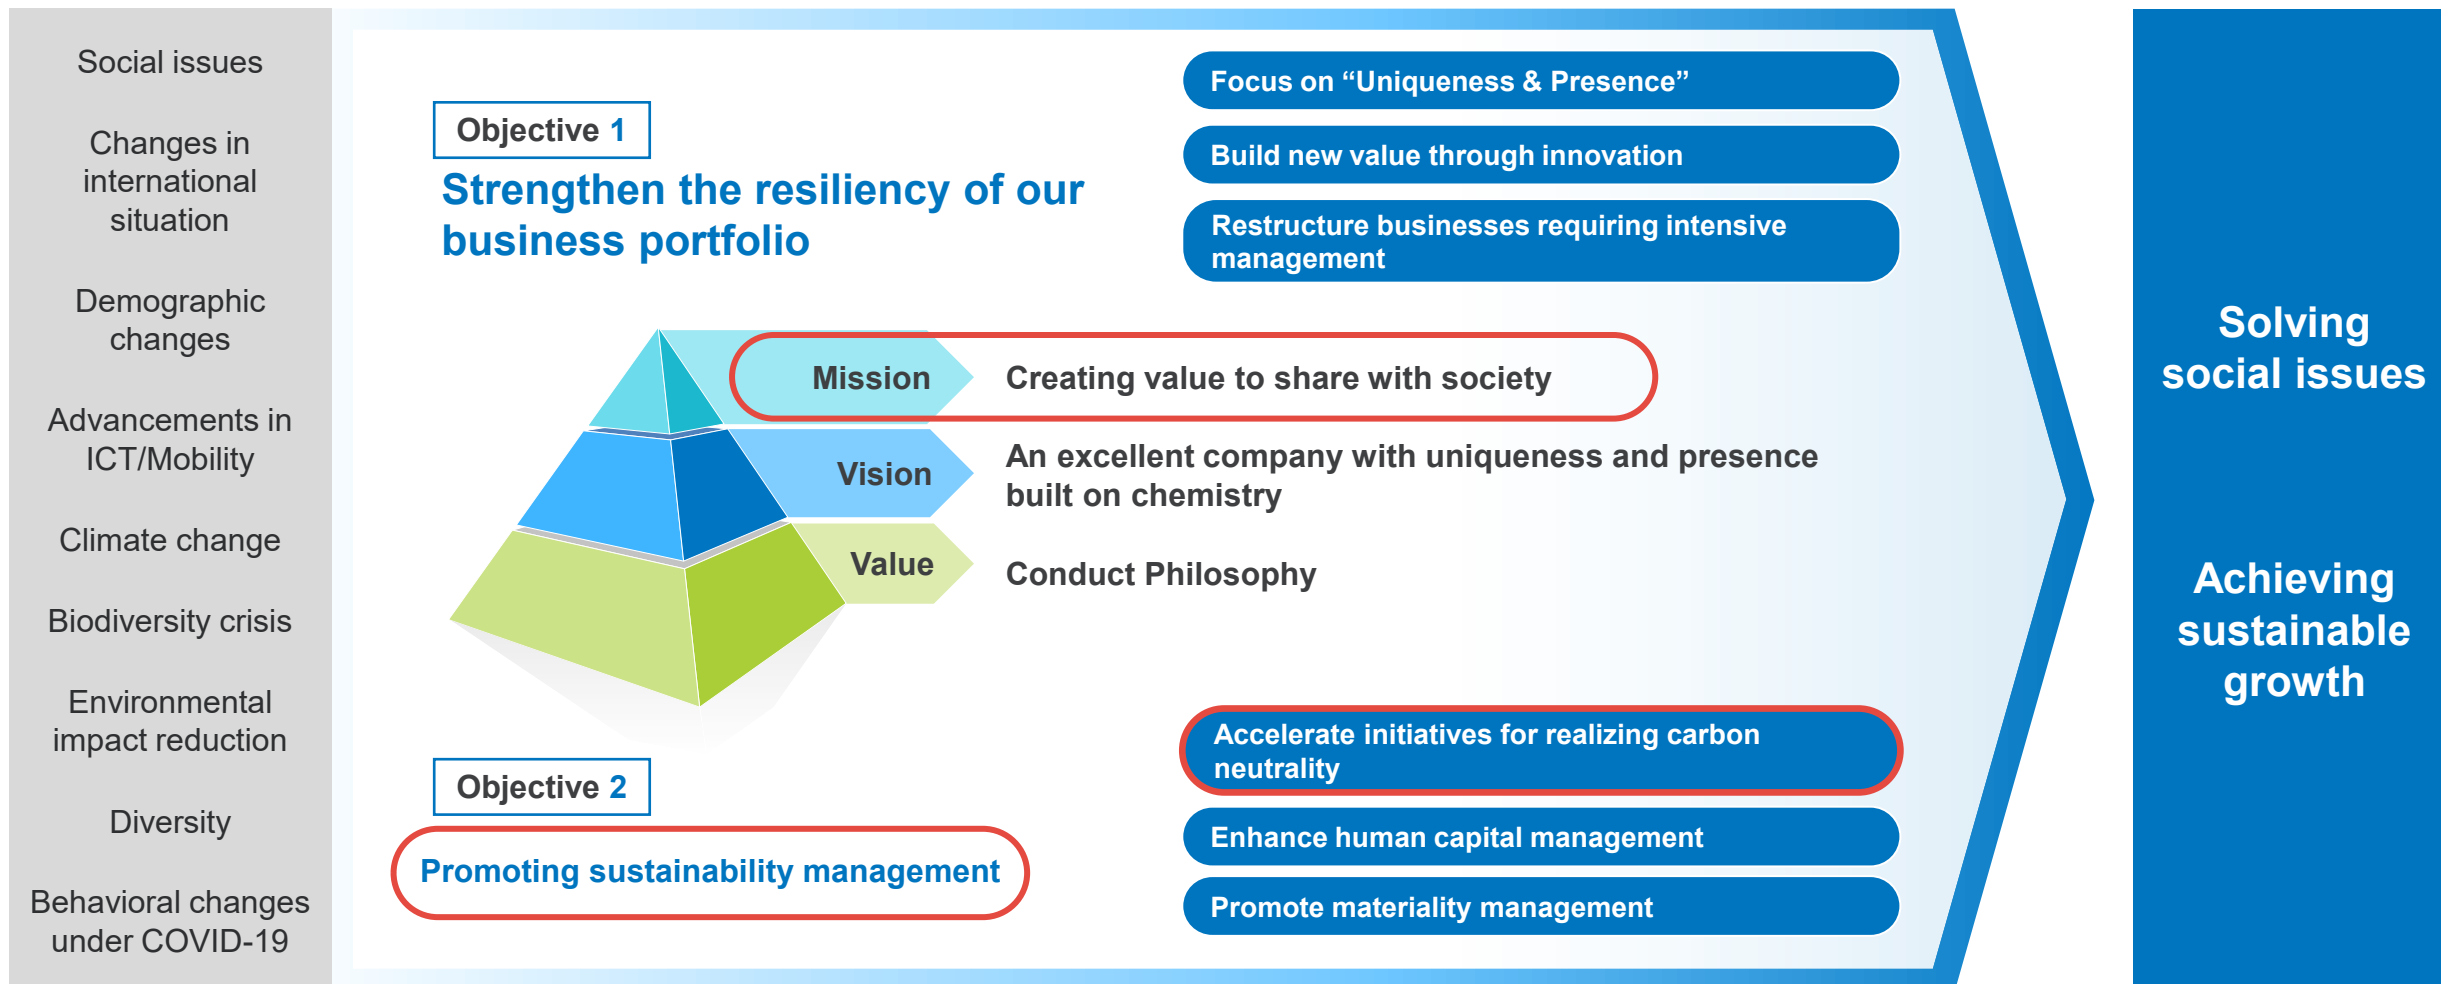 Social issues
Changes in
international
situation
Demographic
changes
Advancements in
ICT/Mobility
Climate change
Biodiversity crisis
Environmental
impact reduction
Diversity
Behavioral changes
under COVID-19
Objective 1
Strengthen the resiliency of our
business portfolio
Focus on “Uniqueness & Presence”
Build new value through innovation
Restructure businesses requiring intensive
management
Mission
Creating value to share with society
Vision
An excellent company with uniqueness and presence
built on chemistry
Value
Conduct Philosophy
Objective 2
Promoting sustainability management
Accelerate initiatives for realizing carbon
neutrality
Enhance human capital management
Promote materiality management
Solving
social issues
Achieving
sustainable
growth